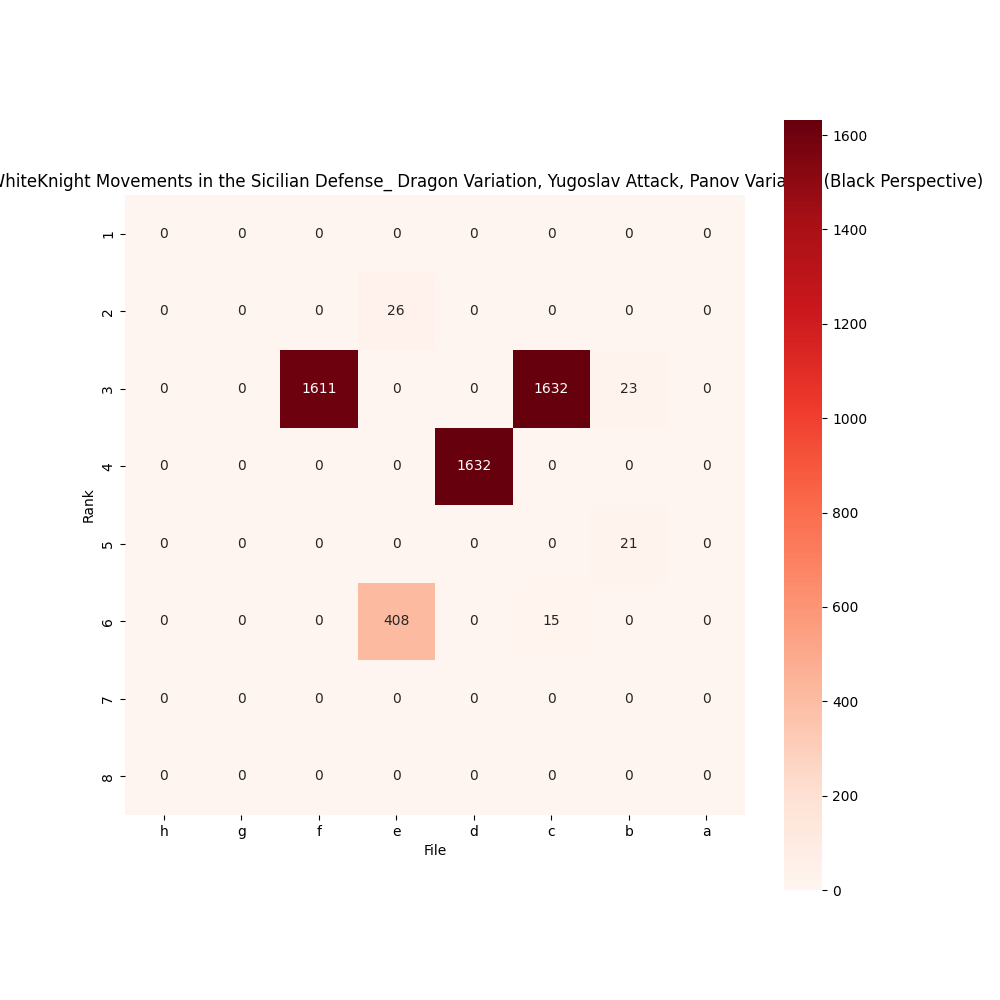 WhiteKnight Movements in the Sicilian Defense_ Dragon Variation, Yugoslav Attack, Panov Varia (Black Perspective)
Rank
1 0 0 0 0 0 0 0 0
2 0 0 0 26 0 0 0 0
3 0 0 1611 0 0 1632 23 0
4 0 0 0 0 1632 0 0 0
5 0 0 0 0 0 0 21 0
6 0 0 0 408 0 15 0 0
7 0 0 0 0 0 0 0 0
8 0 0 0 0 0 0 0 0
h g f e d c b a
File
1600
1400
1200
1000
800
600
400
200
0